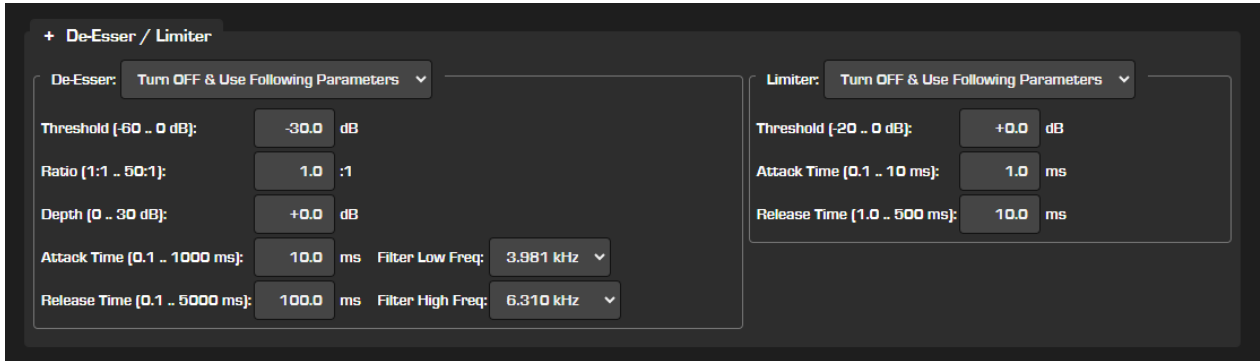 + De-Esser / Limiter
De-Esser: Turn OFF & Use Following Parameters
Threshold (-60 .. 0 dB): -30.0 dB
Ratio (1:1 .. 50:1): 1.0 :1
Depth (0 .. 30 dB): +0.0 dB
Attack Time (0.1 .. 1000 ms): 10.0 ms Filter Low Freq: 3.981 kHz
Release Time (0.1 .. 5000 ms): 100.0 ms Filter High Freq: 6.310 kHz
Limiter: Turn OFF & Use Following Parameters
Threshold (-20 .. 0 dB): +0.0 dB
Attack Time (0.1 .. 10 ms): 1.0 ms
Release Time (1.0 .. 500 ms): 10.0 ms